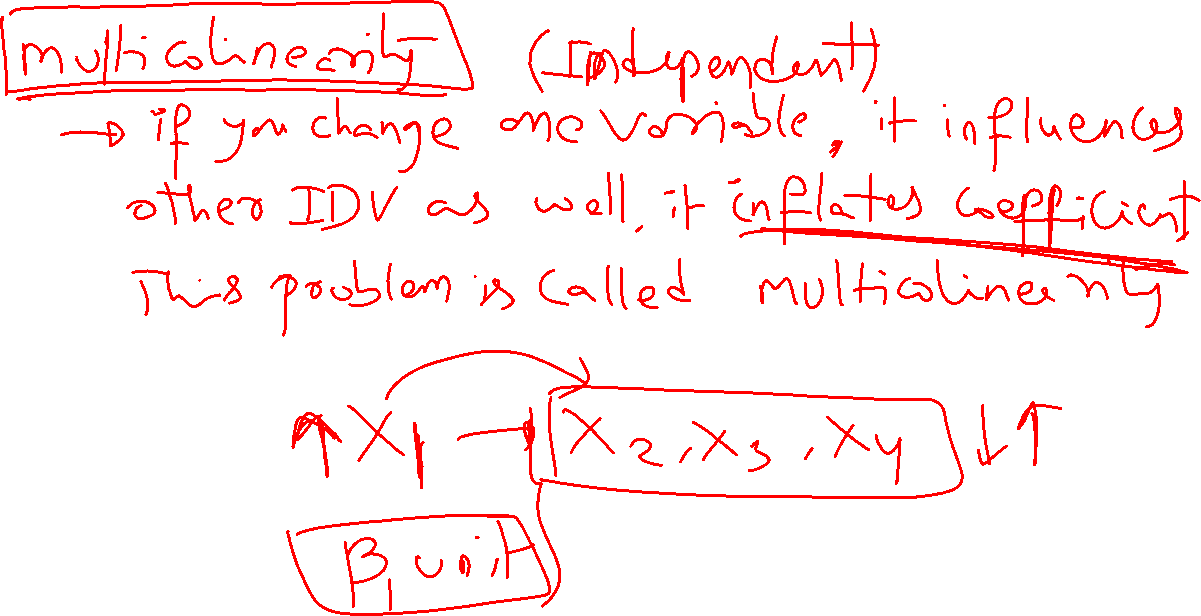 multicolinearity (Independent)
→ if you change one variable, it influences
other IDV as well, it inflates coefficient
This problem is called multicolinearity
↑ X1 → X2, X3, X4 ↓↑
β1 unit